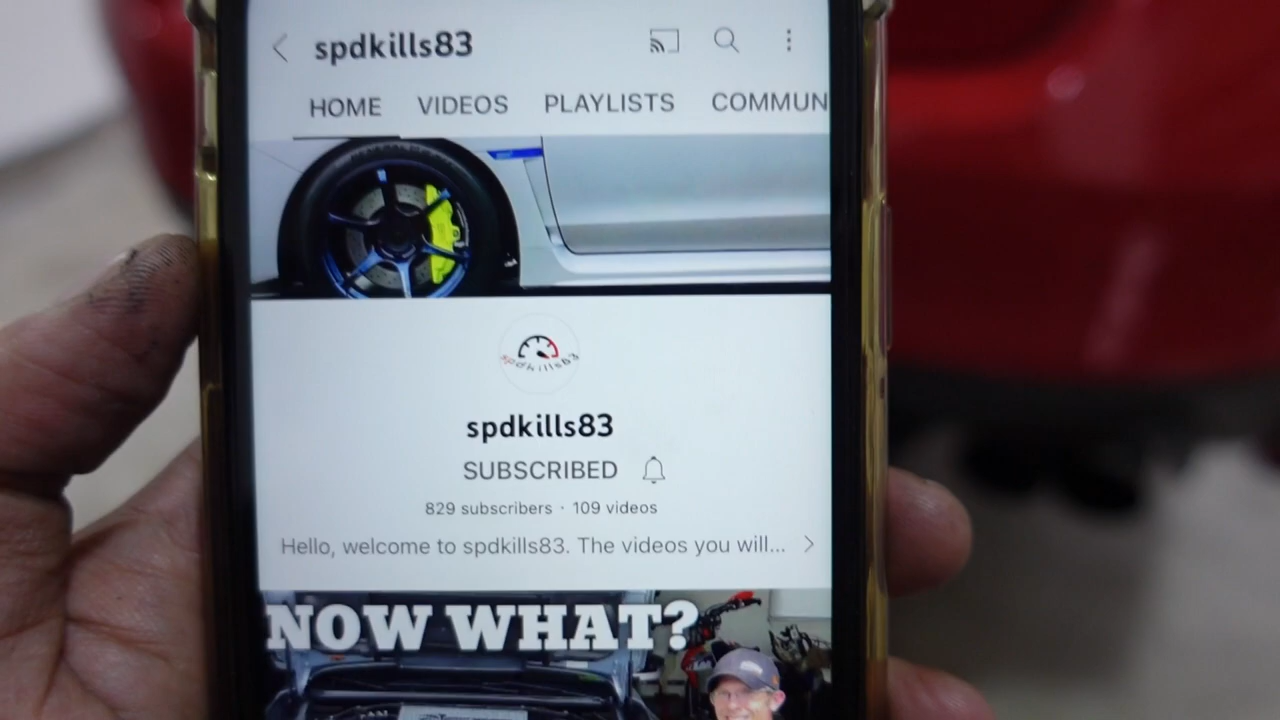 spdkills83
HOME VIDEOS PLAYLISTS COMMUN
spdkills83
spdkills83
SUBSCRIBED
829 subscribers · 109 videos
Hello, welcome to spdkills83. The videos you will...
NOW WHAT?